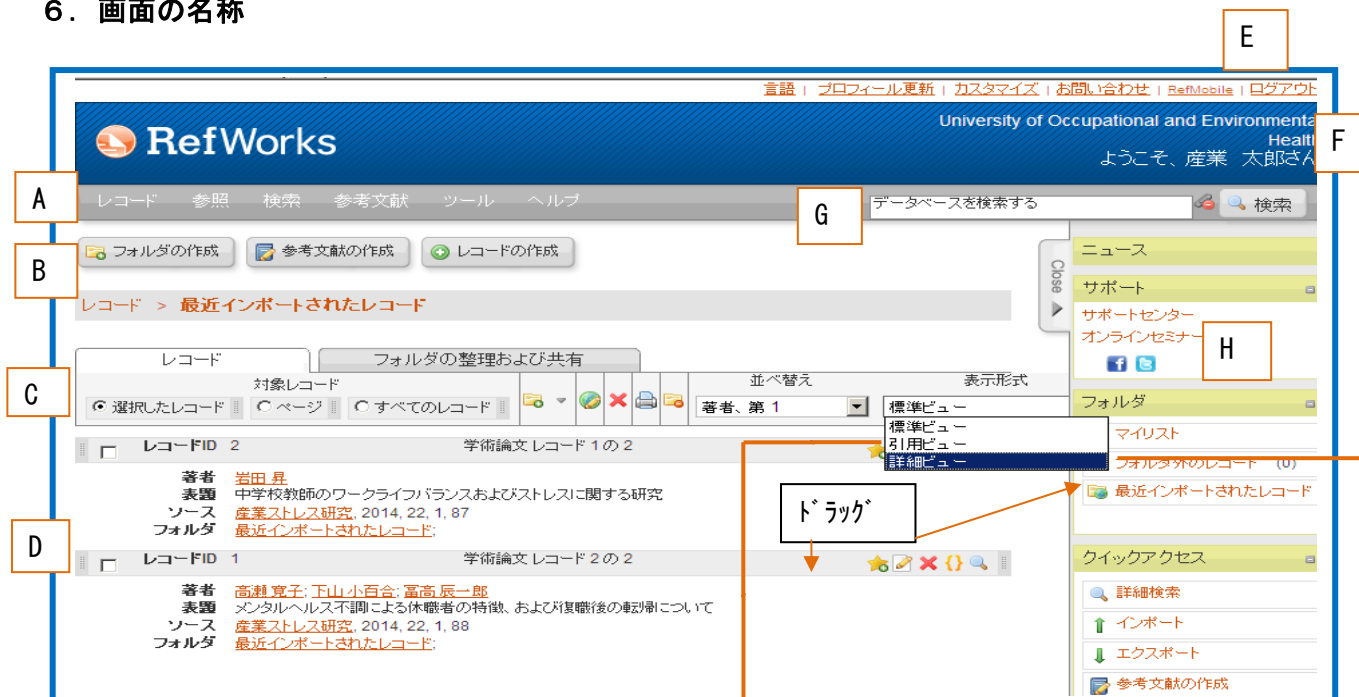 ６．画面の名称
E
言語 | プロフィール更新 | カスタマイズ | お問い合わせ | RefMobile | ログアウト
RefWorks
University of Occupational and Environmenta
Healt
ようこそ、産業 太郎さん
F
A
レコード 参照 検索 参考文献 ツール ヘルプ
G
データベースを検索する
検索
B
フォルダの作成 参考文献の作成 レコードの作成
レコード > 最近インポートされたレコード
Close
ニュース
サポート
サポートセンター
オンラインセミナー
H
レコード フォルダの整理および共有
C
対象レコード 並べ替え 表示形式
選択したレコード ページ すべてのレコード 著者、第 1 標準ビュー
標準ビュー
引用ビュー
詳細ビュー
フォルダ
マイリスト
フォルダ外のレコード (0)
最近インポートされたレコード
レコードID 2 学術論文 レコード 1 の 2
著者 岩田 昇
表題 中学校教師のワークライフバランスおよびストレスに関する研究
ソース 産業ストレス研究, 2014, 22, 1, 87
フォルダ 最近インポートされたレコード;
ﾄﾞﾗｯｸﾞ
D
レコードID 1 学術論文 レコード 2 の 2
著者 高瀬 寛子; 下山 小百合; 冨高 辰一郎
表題 メンタルヘルス不調による休職者の特徴、および復職後の転帰について
ソース 産業ストレス研究, 2014, 22, 1, 88
フォルダ 最近インポートされたレコード;
クイックアクセス
詳細検索
インポート
エクスポート
参考文献の作成